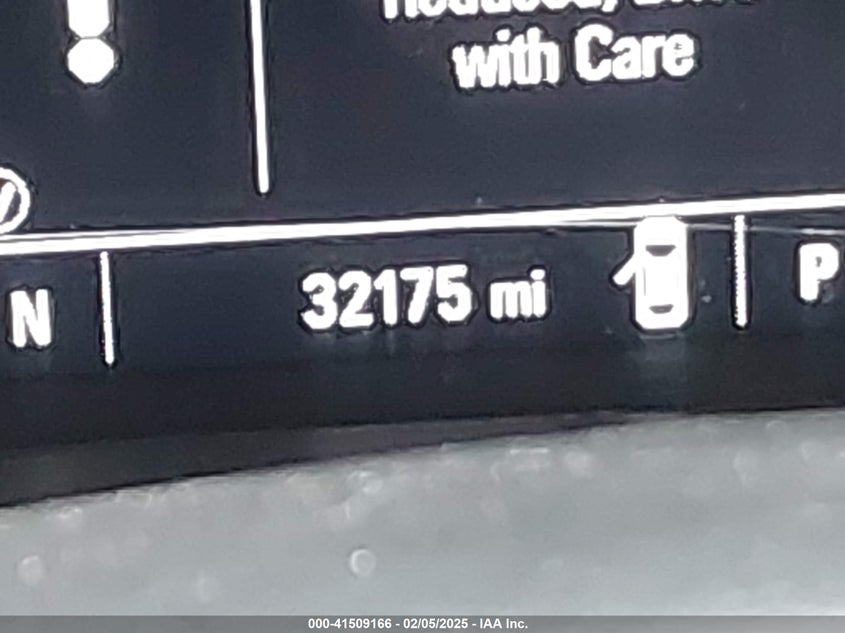 with Care
N
32175 mi
P
000-41509166 - 02/05/2025 - IAA Inc.